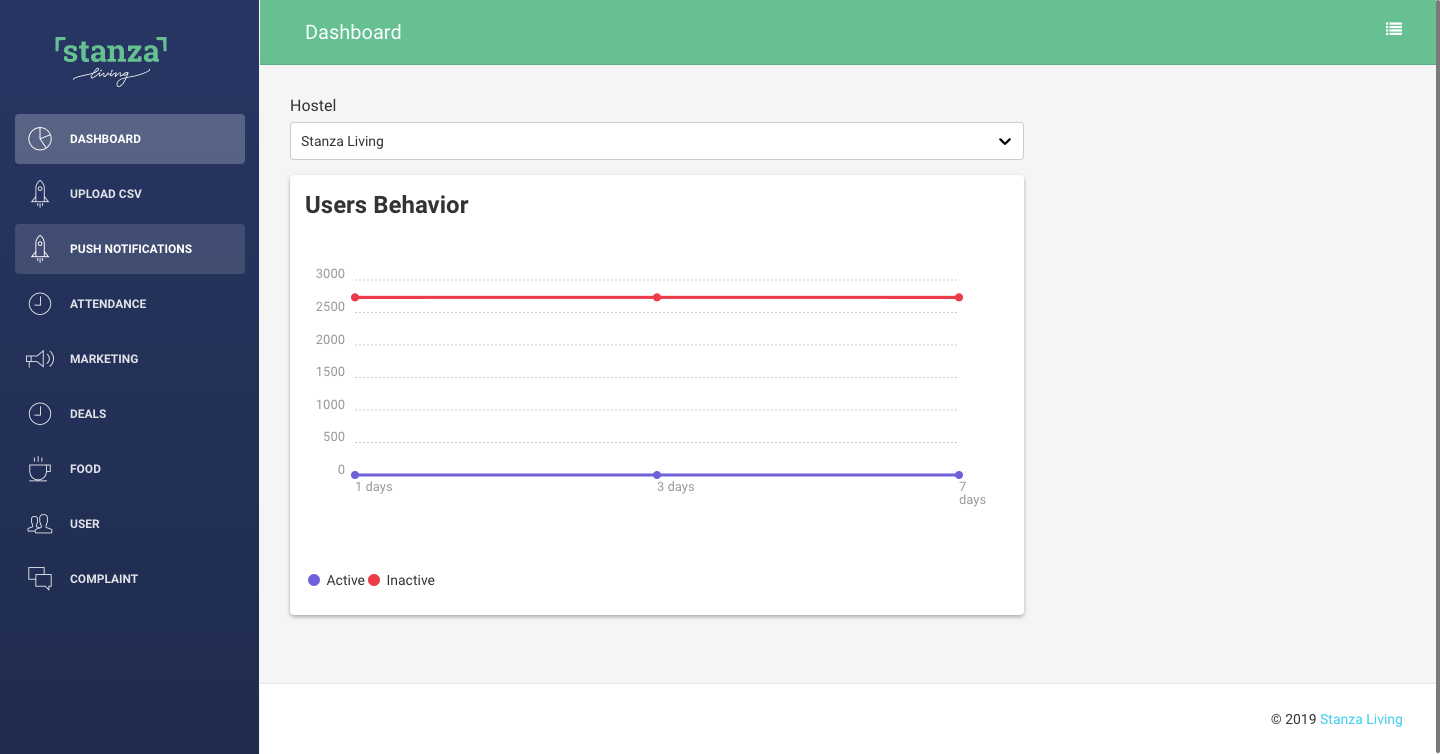 stanza
living
DASHBOARD
UPLOAD CSV
PUSH NOTIFICATIONS
ATTENDANCE
MARKETING
DEALS
FOOD
USER
COMPLAINT
Dashboard
Hostel
Stanza Living
Users Behavior
3000
2500
2000
1500
1000
500
0
1 days
3 days
7
days
Active Inactive
© 2019 Stanza Living